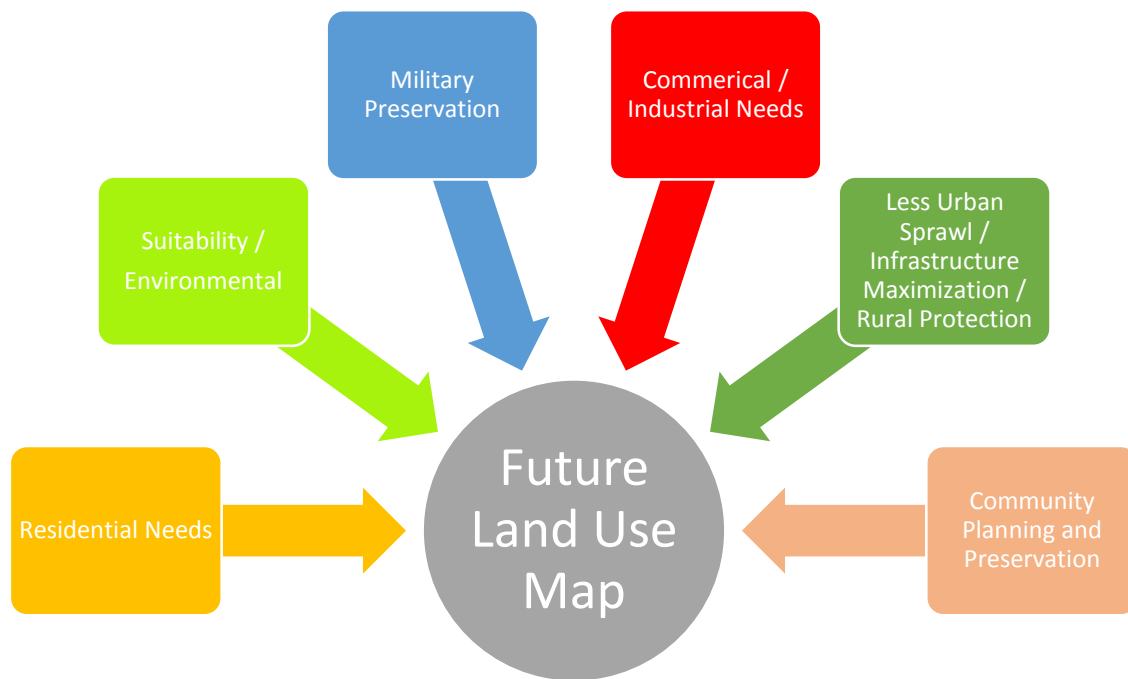 Military
Preservation
Commerical /
Industrial Needs
Suitability /
Environmental
Less Urban
Sprawl /
Infrastructure
Maximization /
Rural Protection
Residential Needs
Future
Land Use
Map
Community
Planning and
Preservation